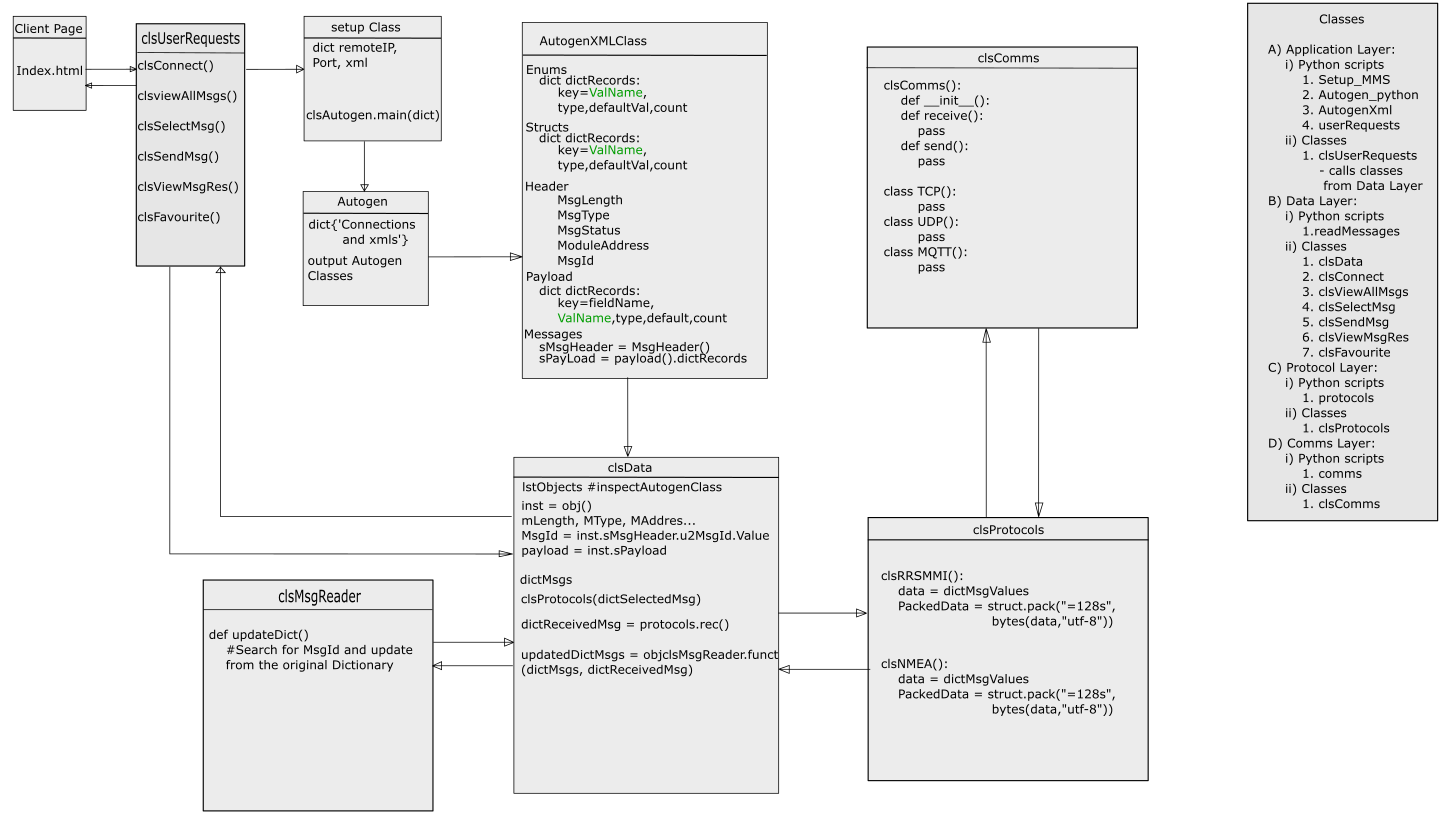 Client Page
Index.html
clsUserRequests
clsConnect()
clsviewAllMsgs()
clsSelectMsg()
clsSendMsg()
clsViewMsgRes()
clsFavourite()
setup Class
dict remoteIP,
Port, xml
clsAutogen.main(dict)
Autogen
dict{'Connections
and xmls'}
output Autogen
Classes
AutogenXMLClass
Enums
dict dictRecords:
key=ValName,
type,defaultVal,count
Structs
dict dictRecords:
key=ValName,
type,defaultVal,count
Header
MsgLength
MsgType
MsgStatus
ModuleAddress
MsgId
Payload
dict dictRecords:
key=fieldName,
ValName,type,default,count
Messages
sMsgHeader = MsgHeader()
sPayLoad = payload().dictRecords
clsComms
clsComms():
def __init__():
def receive():
pass
def send():
pass
class TCP():
pass
class UDP():
pass
class MQTT():
pass
Classes
A) Application Layer:
i) Python scripts
1. Setup_MMS
2. Autogen_python
3. AutogenXml
4. userRequests
ii) Classes
1. clsUserRequests
- calls classes
from Data Layer
B) Data Layer:
i) Python scripts
1.readMessages
ii) Classes
1. clsData
2. clsConnect
3. clsViewAllMsgs
4. clsSelectMsg
5. clsSendMsg
6. clsViewMsgRes
7. clsFavourite
C) Protocol Layer:
i) Python scripts
1. protocols
ii) Classes
1. clsProtocols
D) Comms Layer:
i) Python scripts
1. comms
ii) Classes
1. clsComms
clsData
lstObjects #inspectAutogenClass
inst = obj()
mLength, MType, MAddres...
MsgId = inst.sMsgHeader.u2MsgId.Value
payload = inst.sPayload
dictMsgs
clsProtocols(dictSelectedMsg)
dictReceivedMsg = protocols.rec()
updatedDictMsgs = objclsMsgReader.funct
(dictMsgs, dictReceivedMsg)
clsMsgReader
def updateDict()
#Search for MsgId and update
from the original Dictionary
clsProtocols
clsRRSMMI():
data = dictMsgValues
PackedData = struct.pack("=128s",
bytes(data,"utf-8"))
clsNMEA():
data = dictMsgValues
PackedData = struct.pack("=128s",
bytes(data,"utf-8"))